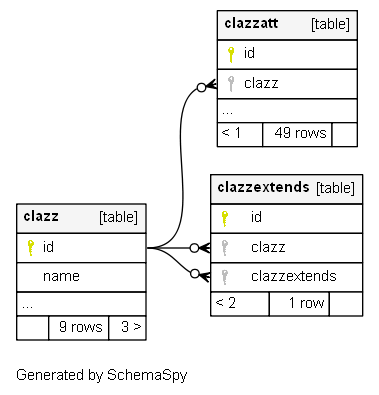 clazzatt [table]
id
clazz
...
< 1 49 rows
clazzextends [table]
id
clazz
clazzextends
< 2 1 row
clazz [table]
id
name
...
9 rows 3 >
Generated by SchemaSpy